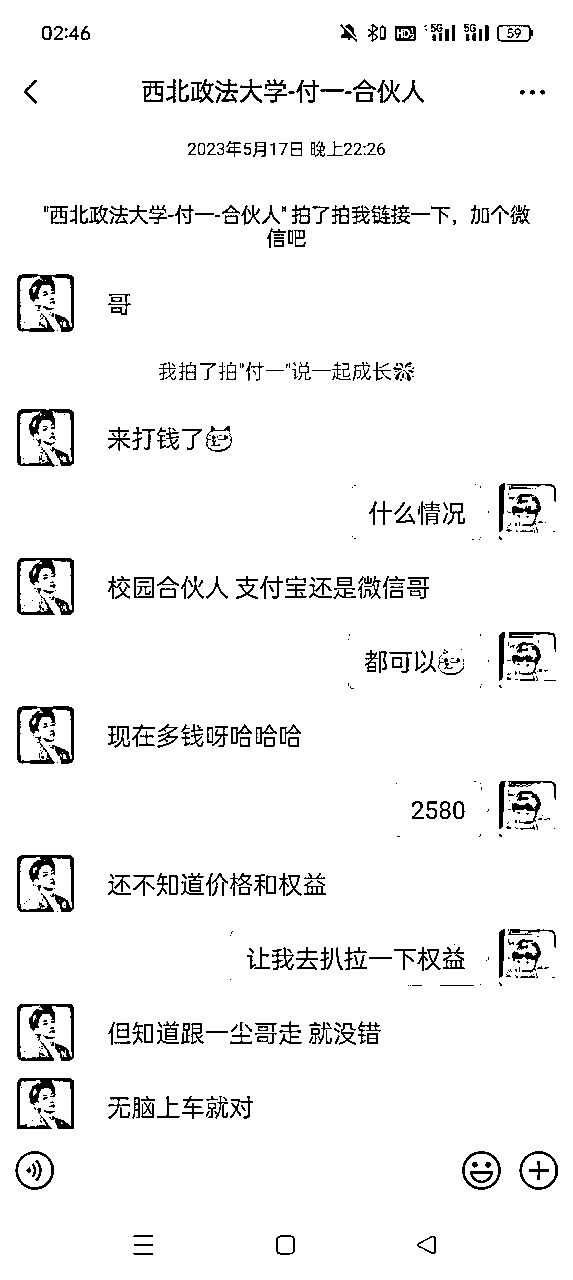 02:46
HD 5G 5G 59
西北政法大学-付一-合伙人
2023年5月17日 晚上22:26
"西北政法大学-付一-合伙人" 拍了拍我链接一下，加个微
信吧
哥
我拍了拍"付一"说一起成长🎉
来打钱了
什么情况
校园合伙人 支付宝还是微信哥
都可以
现在多钱呀哈哈哈
2580
还不知道价格和权益
让我去扒拉一下权益
但知道跟一尘哥走 就没错
无脑上车就对